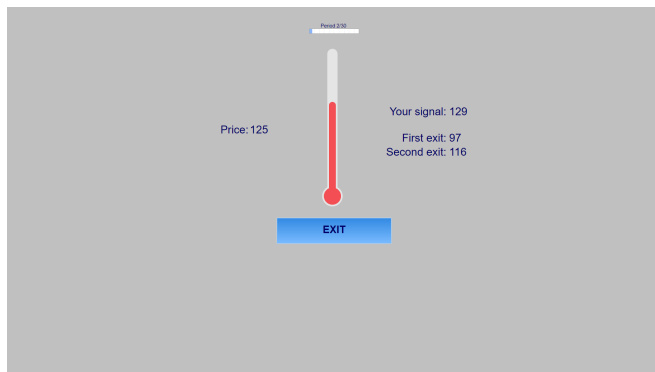 Period 2/30
Price: 125
Your signal: 129
First exit: 97
Second exit: 116
EXIT